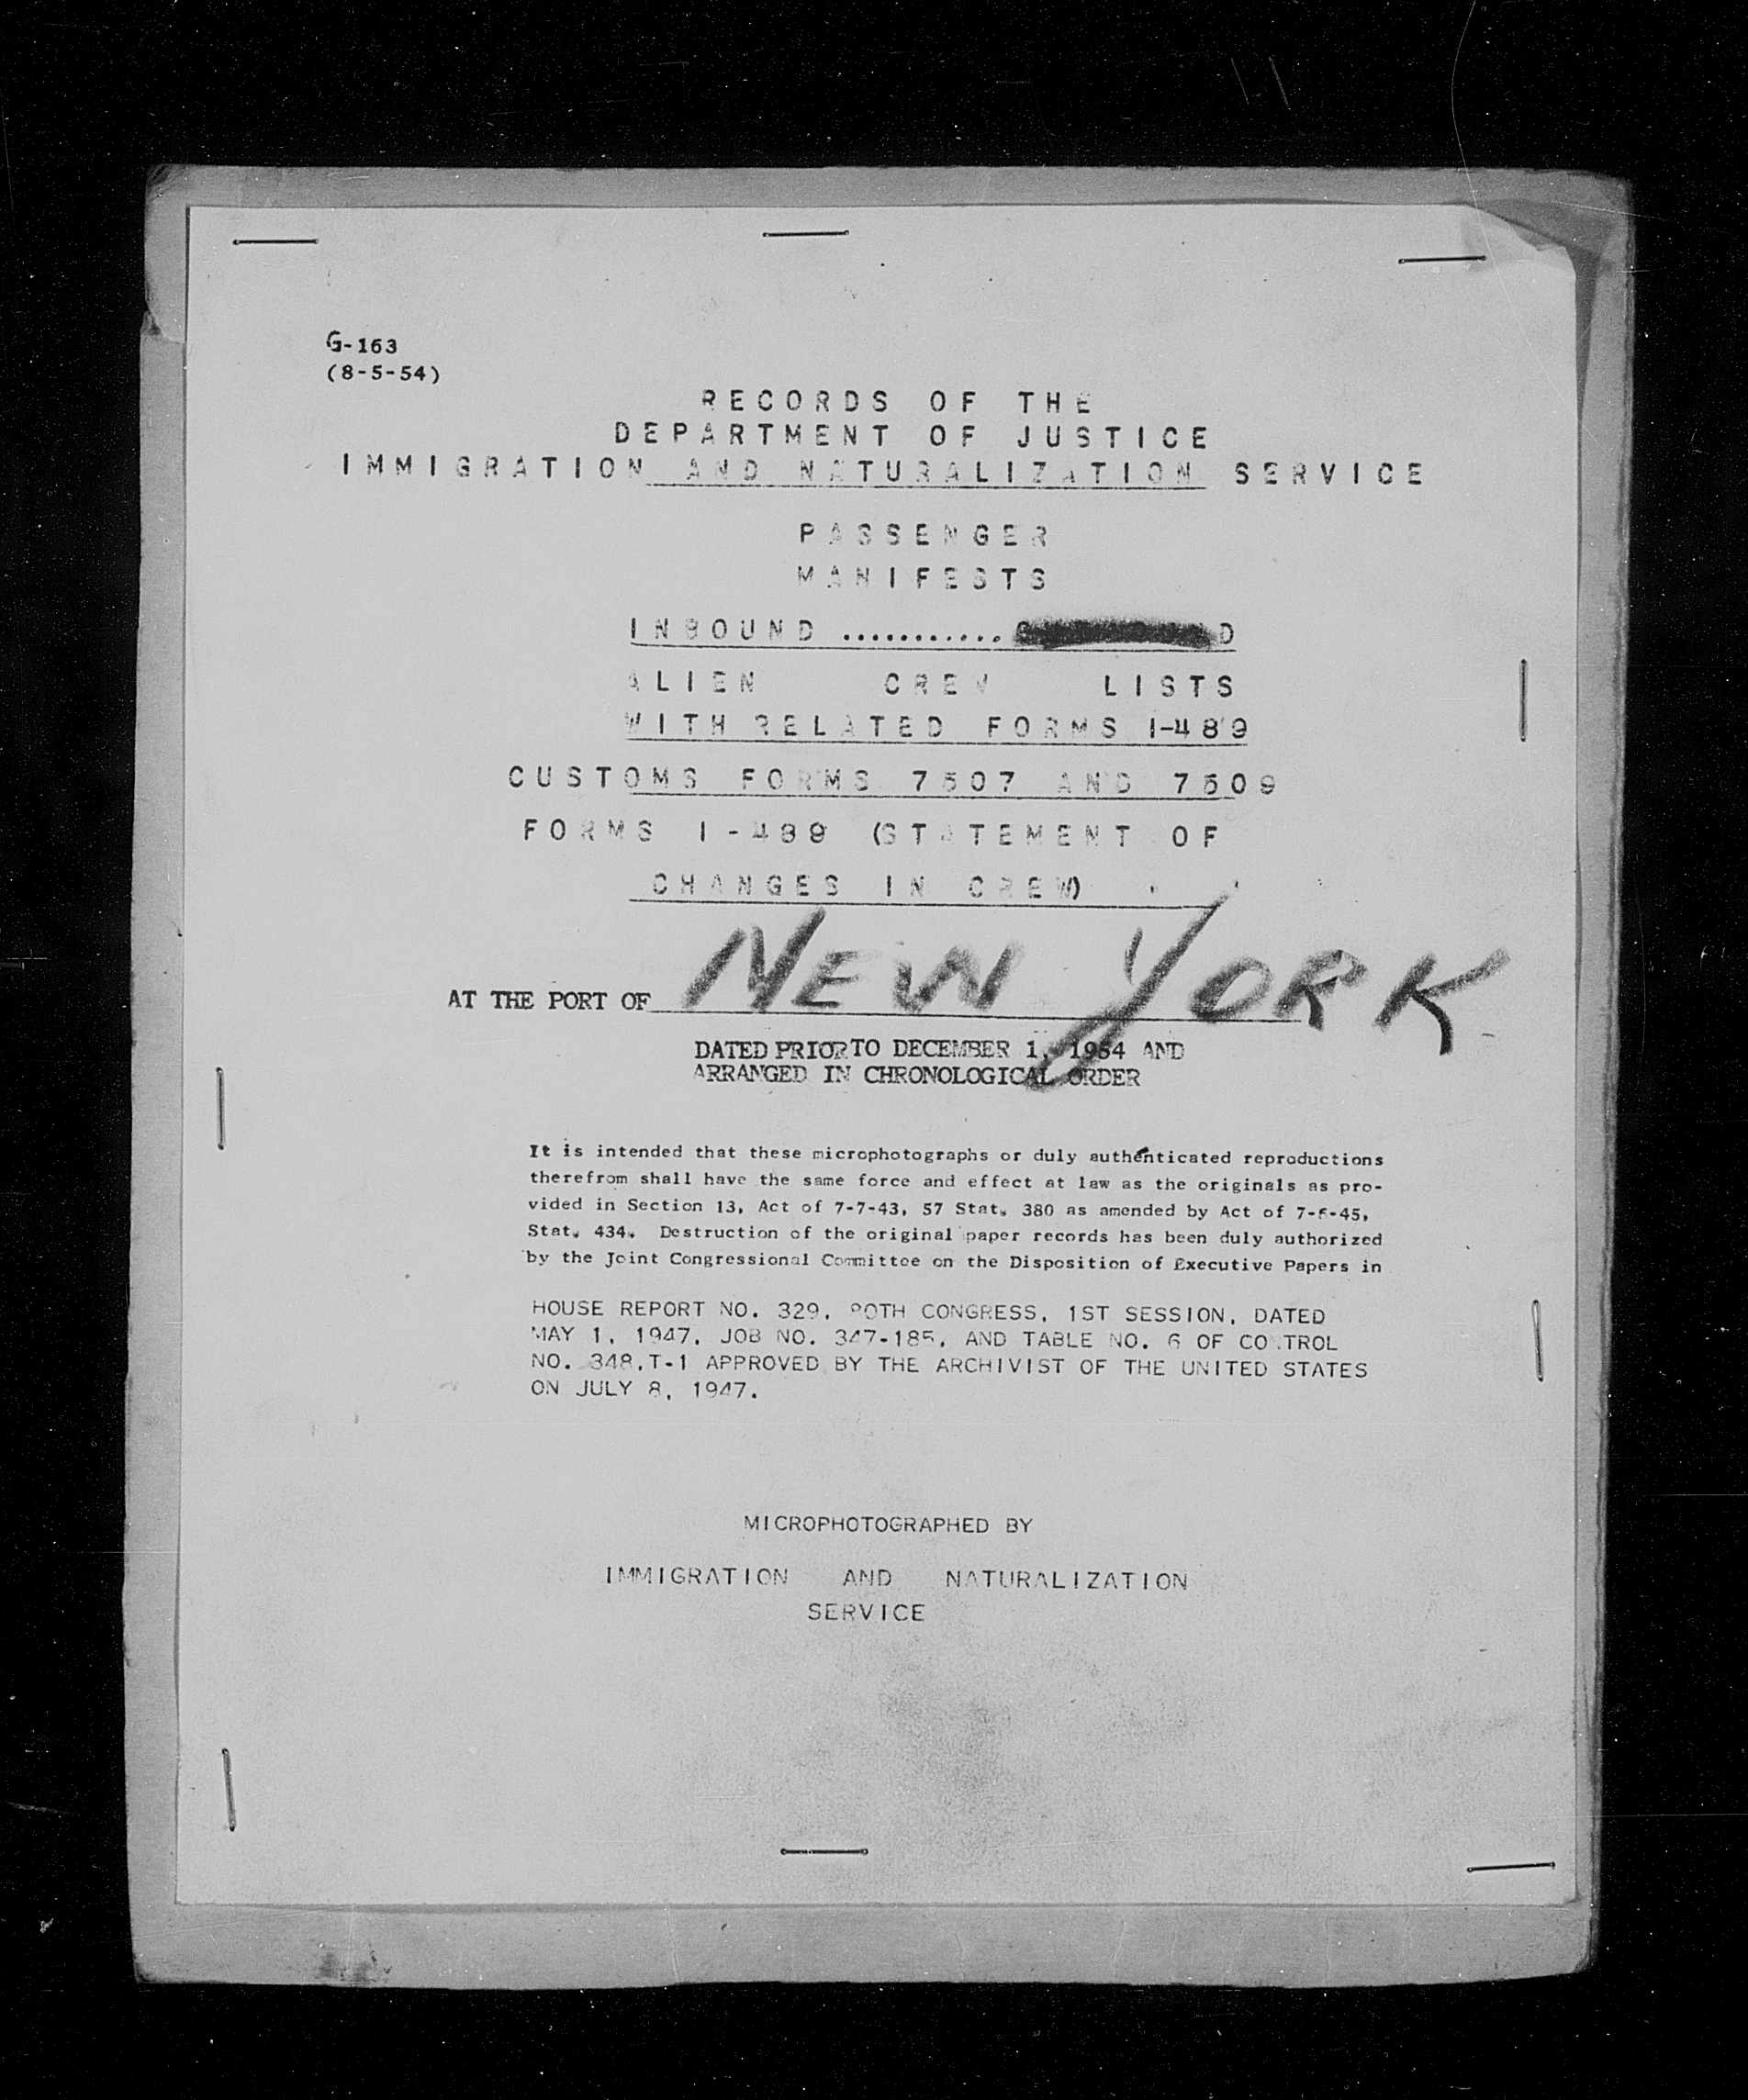 G-163
(8-5-54)
RECORDS OF THE
DEPARTMENT OF JUSTICE
IMMIGRATION AND NATURALIZATION SERVICE
PASSENGER
MANIFESTS
INBOUND ........... D
ALIEN CREW LISTS
WITH RELATED FORMS I-489
CUSTOMS FORMS 7507 AND 7509
FORMS I-489 (STATEMENT OF
CHANGES IN CREW)
AT THE PORT OF NEW YORK
DATED PRIOR TO DECEMBER 1, 1954 AND
ARRANGED IN CHRONOLOGICAL ORDER
It is intended that these microphotographs or duly authenticated reproductions
therefrom shall have the same force and effect at law as the originals as pro-
vided in Section 13, Act of 7-7-43, 57 Stat. 380 as amended by Act of 7-6-45,
Stat. 434. Destruction of the original paper records has been duly authorized
by the Joint Congressional Committee on the Disposition of Executive Papers in
HOUSE REPORT NO. 329, 80TH CONGRESS, 1ST SESSION, DATED
MAY 1, 1947, JOB NO. 347-185, AND TABLE NO. 6 OF CONTROL
NO. 348,T-1 APPROVED BY THE ARCHIVIST OF THE UNITED STATES
ON JULY 8, 1947.
MICROPHOTOGRAPHED BY
IMMIGRATION AND NATURALIZATION
SERVICE